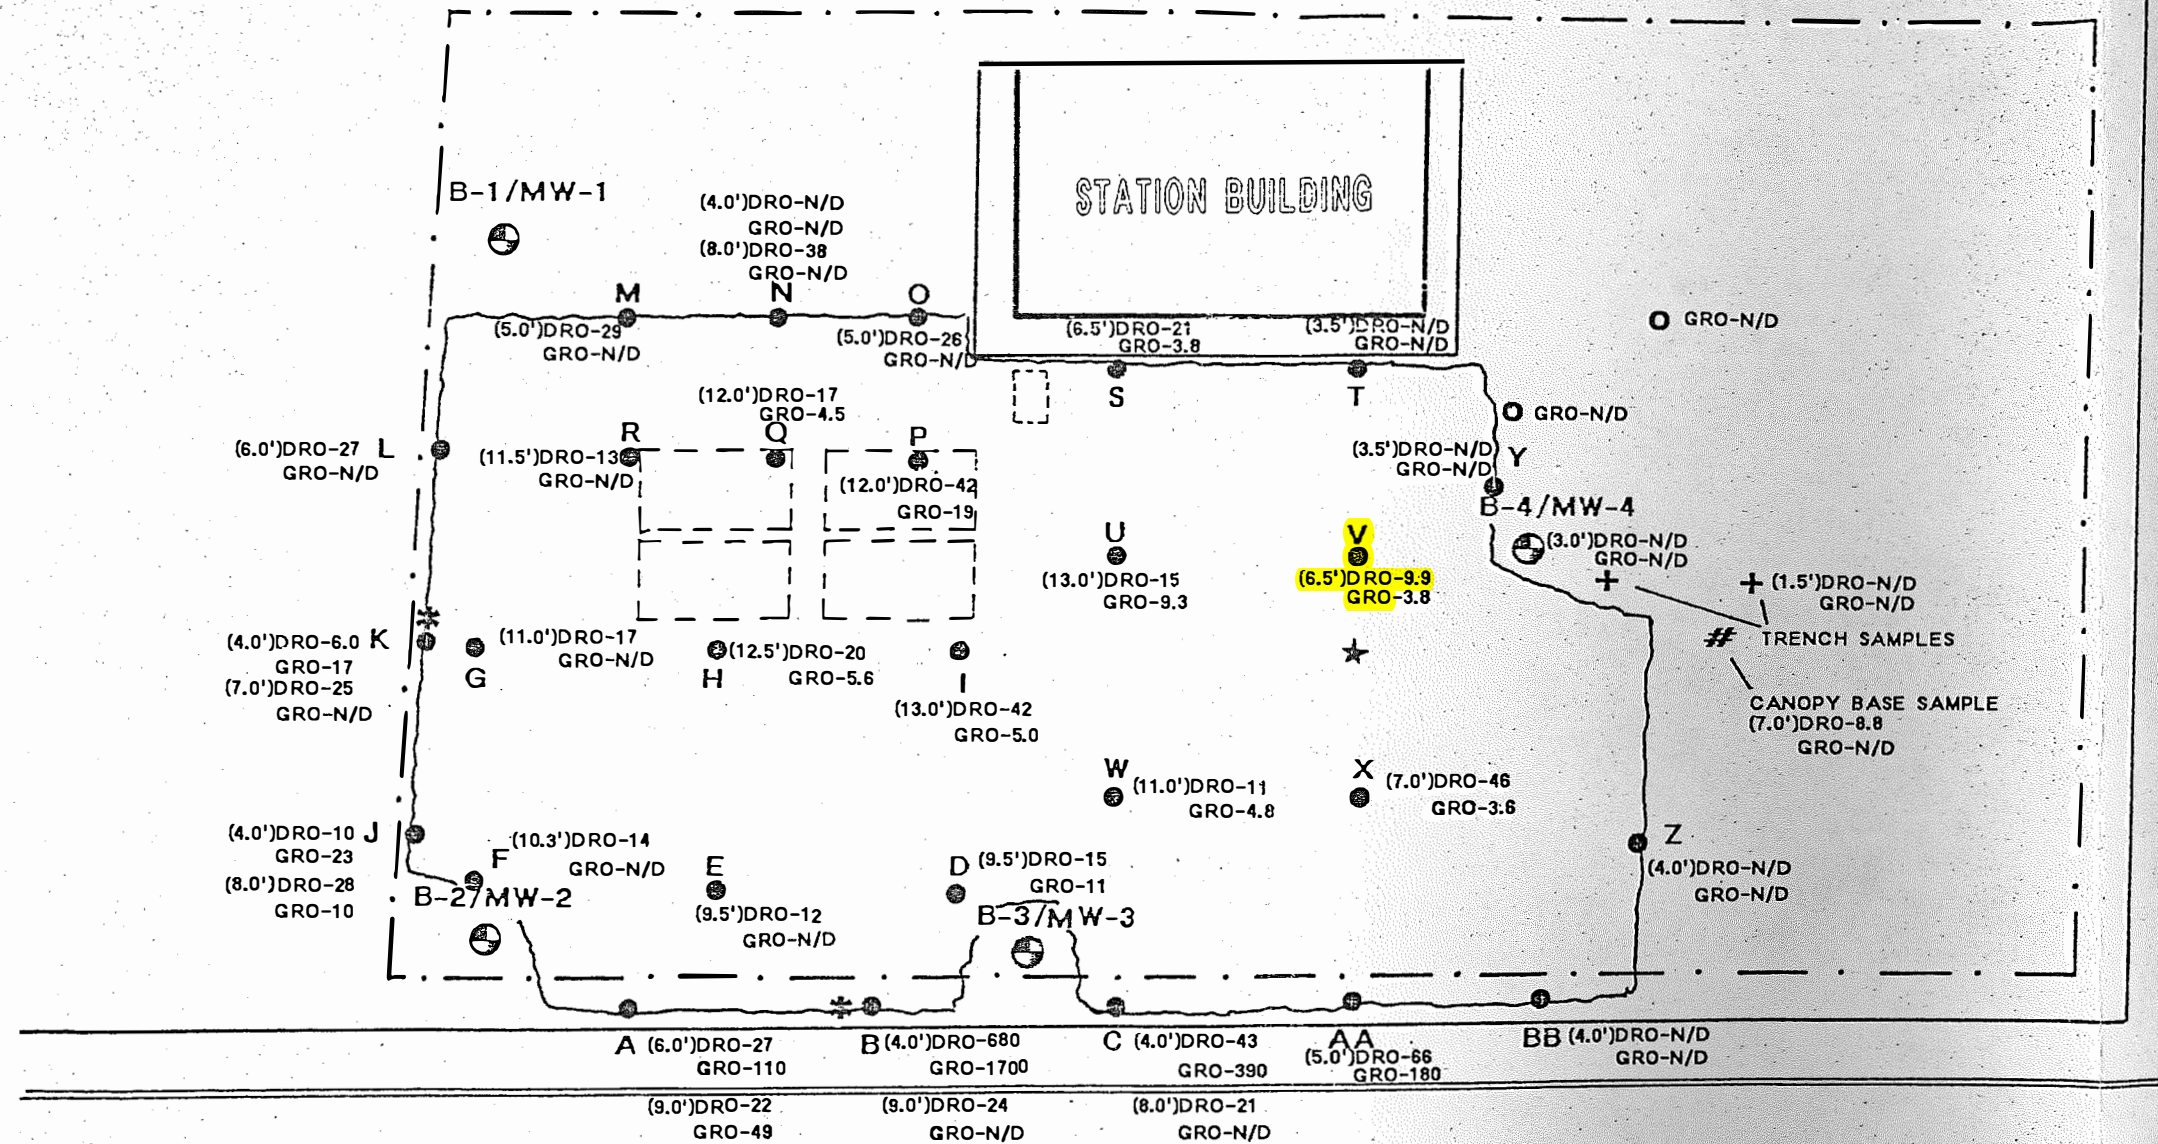 B-1/MW-1
(4.0')DRO-N/D
GRO-N/D
(8.0')DRO-38
GRO-N/D
STATION BUILDING
M
N
O
(5.0')DRO-29
GRO-N/D
(5.0')DRO-26
GRO-N/D
(6.5')DRO-21
GRO-3.8
(3.5')DRO-N/D
GRO-N/D
O GRO-N/D
S
T
(12.0')DRO-17
GRO-4.5
O GRO-N/D
(6.0')DRO-27 L
GRO-N/D
R
Q
P
(11.5')DRO-13
GRO-N/D
(12.0')DRO-42
GRO-19
(3.5')DRO-N/D
GRO-N/D
Y
B-4/MW-4
(3.0')DRO-N/D
GRO-N/D
U
(13.0')DRO-15
GRO-9.3
V
(6.5')DRO-9.9
GRO-3.8
+
+ (1.5')DRO-N/D
GRO-N/D
# TRENCH SAMPLES
CANOPY BASE SAMPLE
(7.0')DRO-8.8
GRO-N/D
(4.0')DRO-6.0 K
GRO-17
(7.0')DRO-25
GRO-N/D
(11.0')DRO-17
GRO-N/D
G
(12.5')DRO-20
GRO-5.6
H
I
(13.0')DRO-42
GRO-5.0
W
(11.0')DRO-11
GRO-4.8
X
(7.0')DRO-46
GRO-3.6
(4.0')DRO-10 J
GRO-23
(8.0')DRO-28
GRO-10
F
(10.3')DRO-14
GRO-N/D
B-2/MW-2
E
(9.5')DRO-12
GRO-N/D
D
(9.5')DRO-15
GRO-11
B-3/MW-3
Z
(4.0')DRO-N/D
GRO-N/D
A (6.0')DRO-27
GRO-110
(9.0')DRO-22
GRO-49
B (4.0')DRO-680
GRO-1700
(9.0')DRO-24
GRO-N/D
C (4.0')DRO-43
GRO-390
(8.0')DRO-21
GRO-N/D
AA
(5.0')DRO-66
GRO-180
BB (4.0')DRO-N/D
GRO-N/D